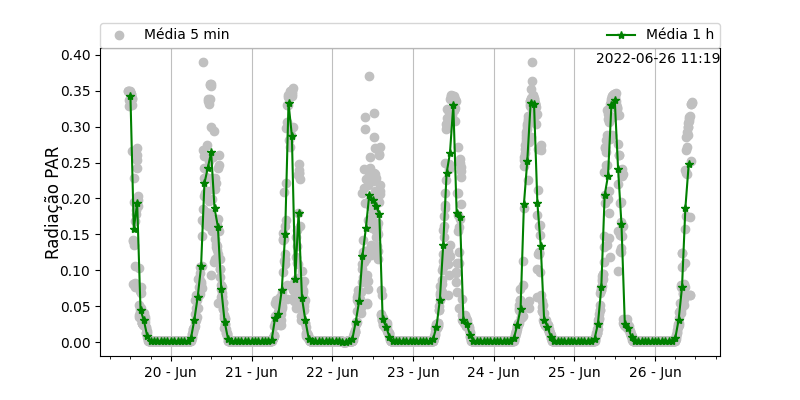 Média 5 min
Média 1 h
2022-06-26 11:19
Radiação PAR
0.40
0.35
0.30
0.25
0.20
0.15
0.10
0.05
0.00
20 - Jun
21 - Jun
22 - Jun
23 - Jun
24 - Jun
25 - Jun
26 - Jun